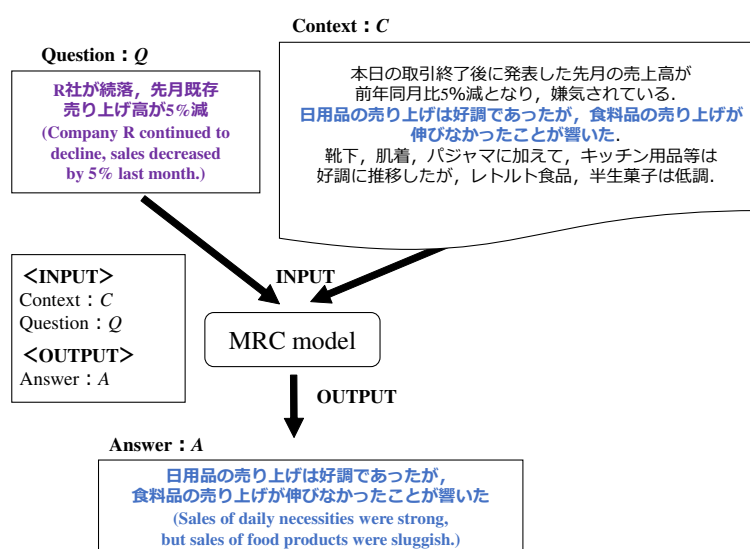 Question：Q
R社が続落，先月既存
売り上げ高が5%減
(Company R continued to
decline, sales decreased
by 5% last month.)
Context：C
本日の取引終了後に発表した先月の売上高が
前年同月比5%減となり，嫌気されている．
日用品の売り上げは好調であったが，食料品の売り上げが
伸びなかったことが響いた．
靴下，肌着，パジャマに加えて，キッチン用品等は
好調に推移したが，レトルト食品，半生菓子は低調．
＜INPUT＞
Context：C
Question：Q
＜OUTPUT＞
Answer：A
INPUT
MRC model
OUTPUT
Answer：A
日用品の売り上げは好調であったが，
食料品の売り上げが伸びなかったことが響いた
(Sales of daily necessities were strong,
but sales of food products were sluggish.)